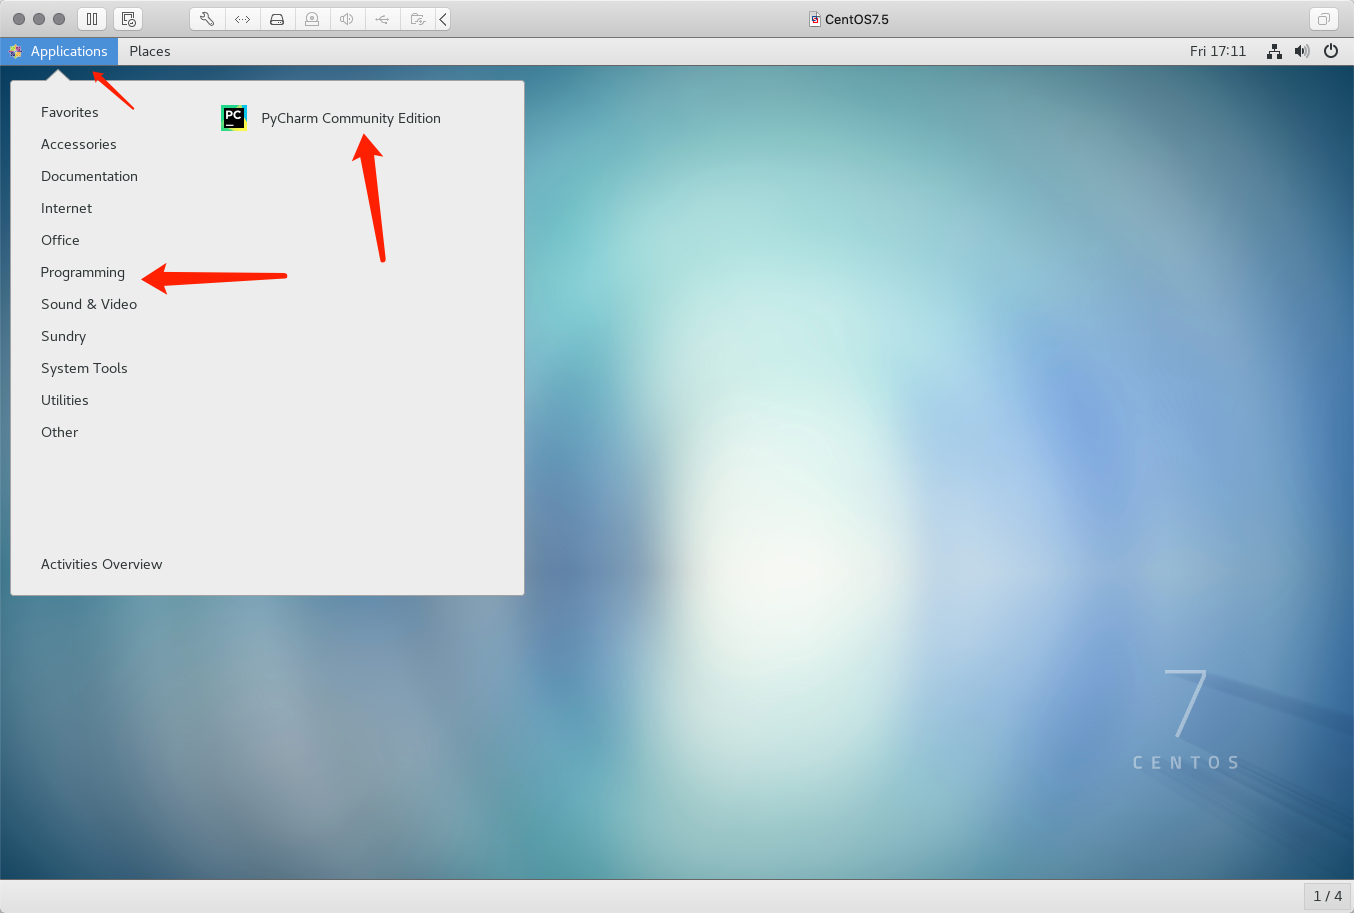 CentOS7.5
Applications Places Fri 17:11
Favorites
PC PyCharm Community Edition
Accessories
Documentation
Internet
Office
Programming
Sound & Video
Sundry
System Tools
Utilities
Other
Activities Overview
7
CENTOS
1 / 4